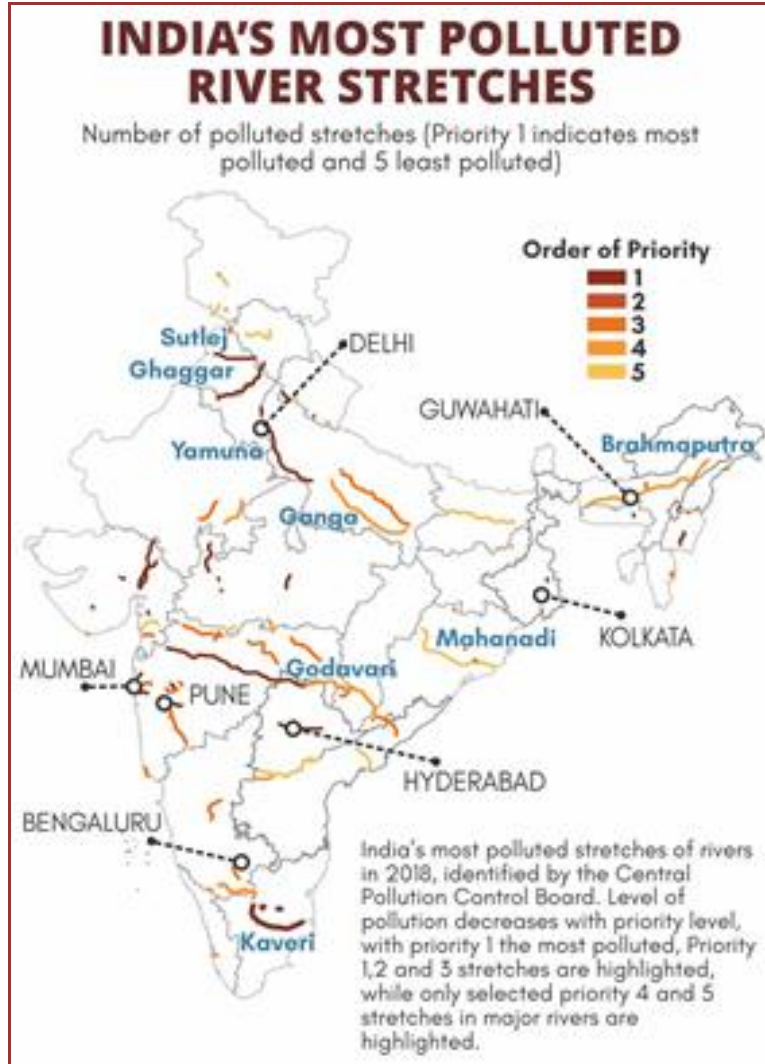 INDIA'S MOST POLLUTED
RIVER STRETCHES
Number of polluted stretches (Priority 1 indicates most
polluted and 5 least polluted)
Order of Priority
1
2
3
4
5
Sutlej
Ghaggar
DELHI
GUWAHATI
Brahmaputra
Yamuna
Ganga
Mahanadi
KOLKATA
MUMBAI
PUNE
Godavari
HYDERABAD
BENGALURU
Kaveri
India's most polluted stretches of rivers
in 2018, identified by the Central
Pollution Control Board. Level of
pollution decreases with priority level,
with priority 1 the most polluted, Priority
1,2 and 3 stretches are highlighted,
while only selected priority 4 and 5
stretches in major rivers are
highlighted.